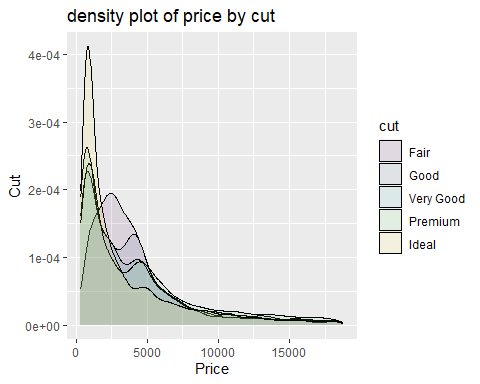 density plot of price by cut
4e-04
3e-04
2e-04
1e-04
0e+00
Cut
0
5000
10000
15000
Price
cut
Fair
Good
Very Good
Premium
Ideal